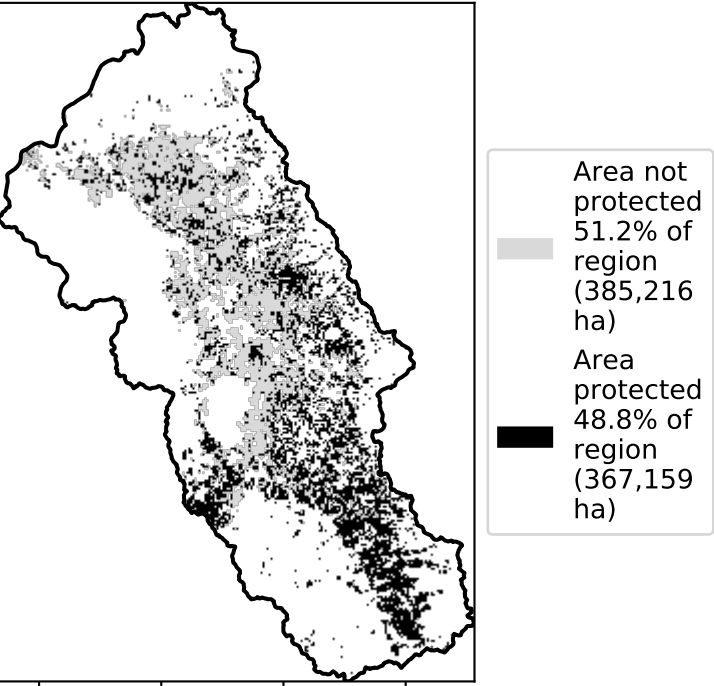 Area not
protected
51.2% of
region
(385,216
ha)
Area
protected
48.8% of
region
(367,159
ha)